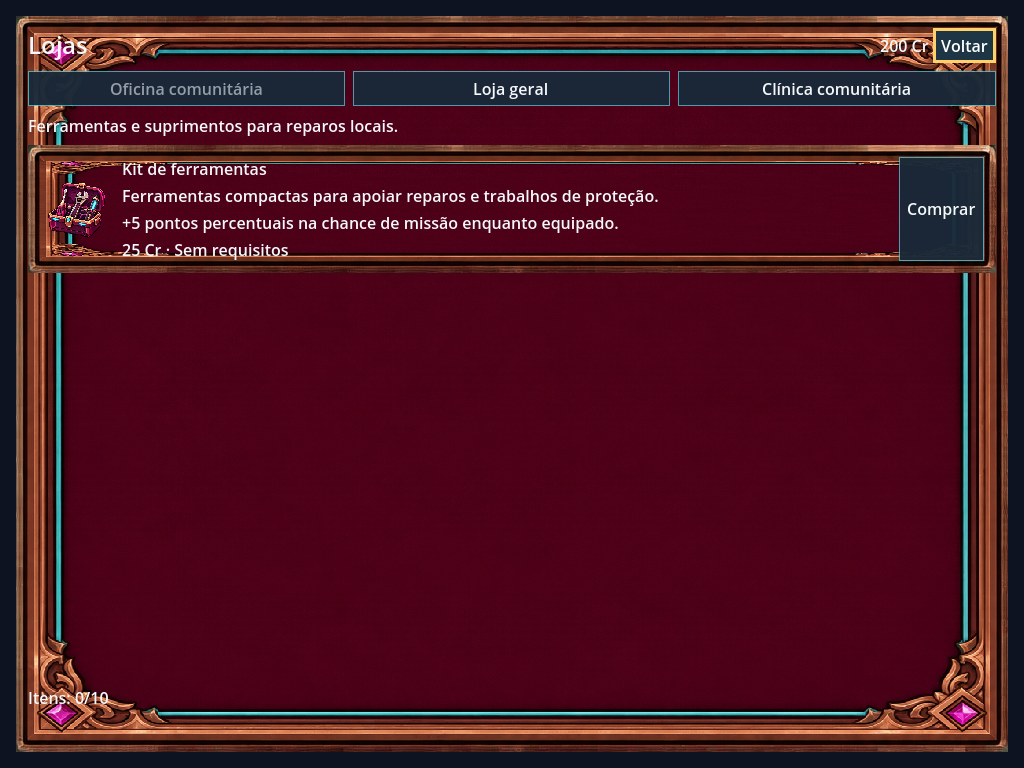 Lojas
200 Cr
Voltar
Oficina comunitária
Loja geral
Clínica comunitária
Ferramentas e suprimentos para reparos locais.
Kit de ferramentas
Ferramentas compactas para apoiar reparos e trabalhos de proteção.
+5 pontos percentuais na chance de missão enquanto equipado.
25 Cr · Sem requisitos
Comprar
Itens: 0/10